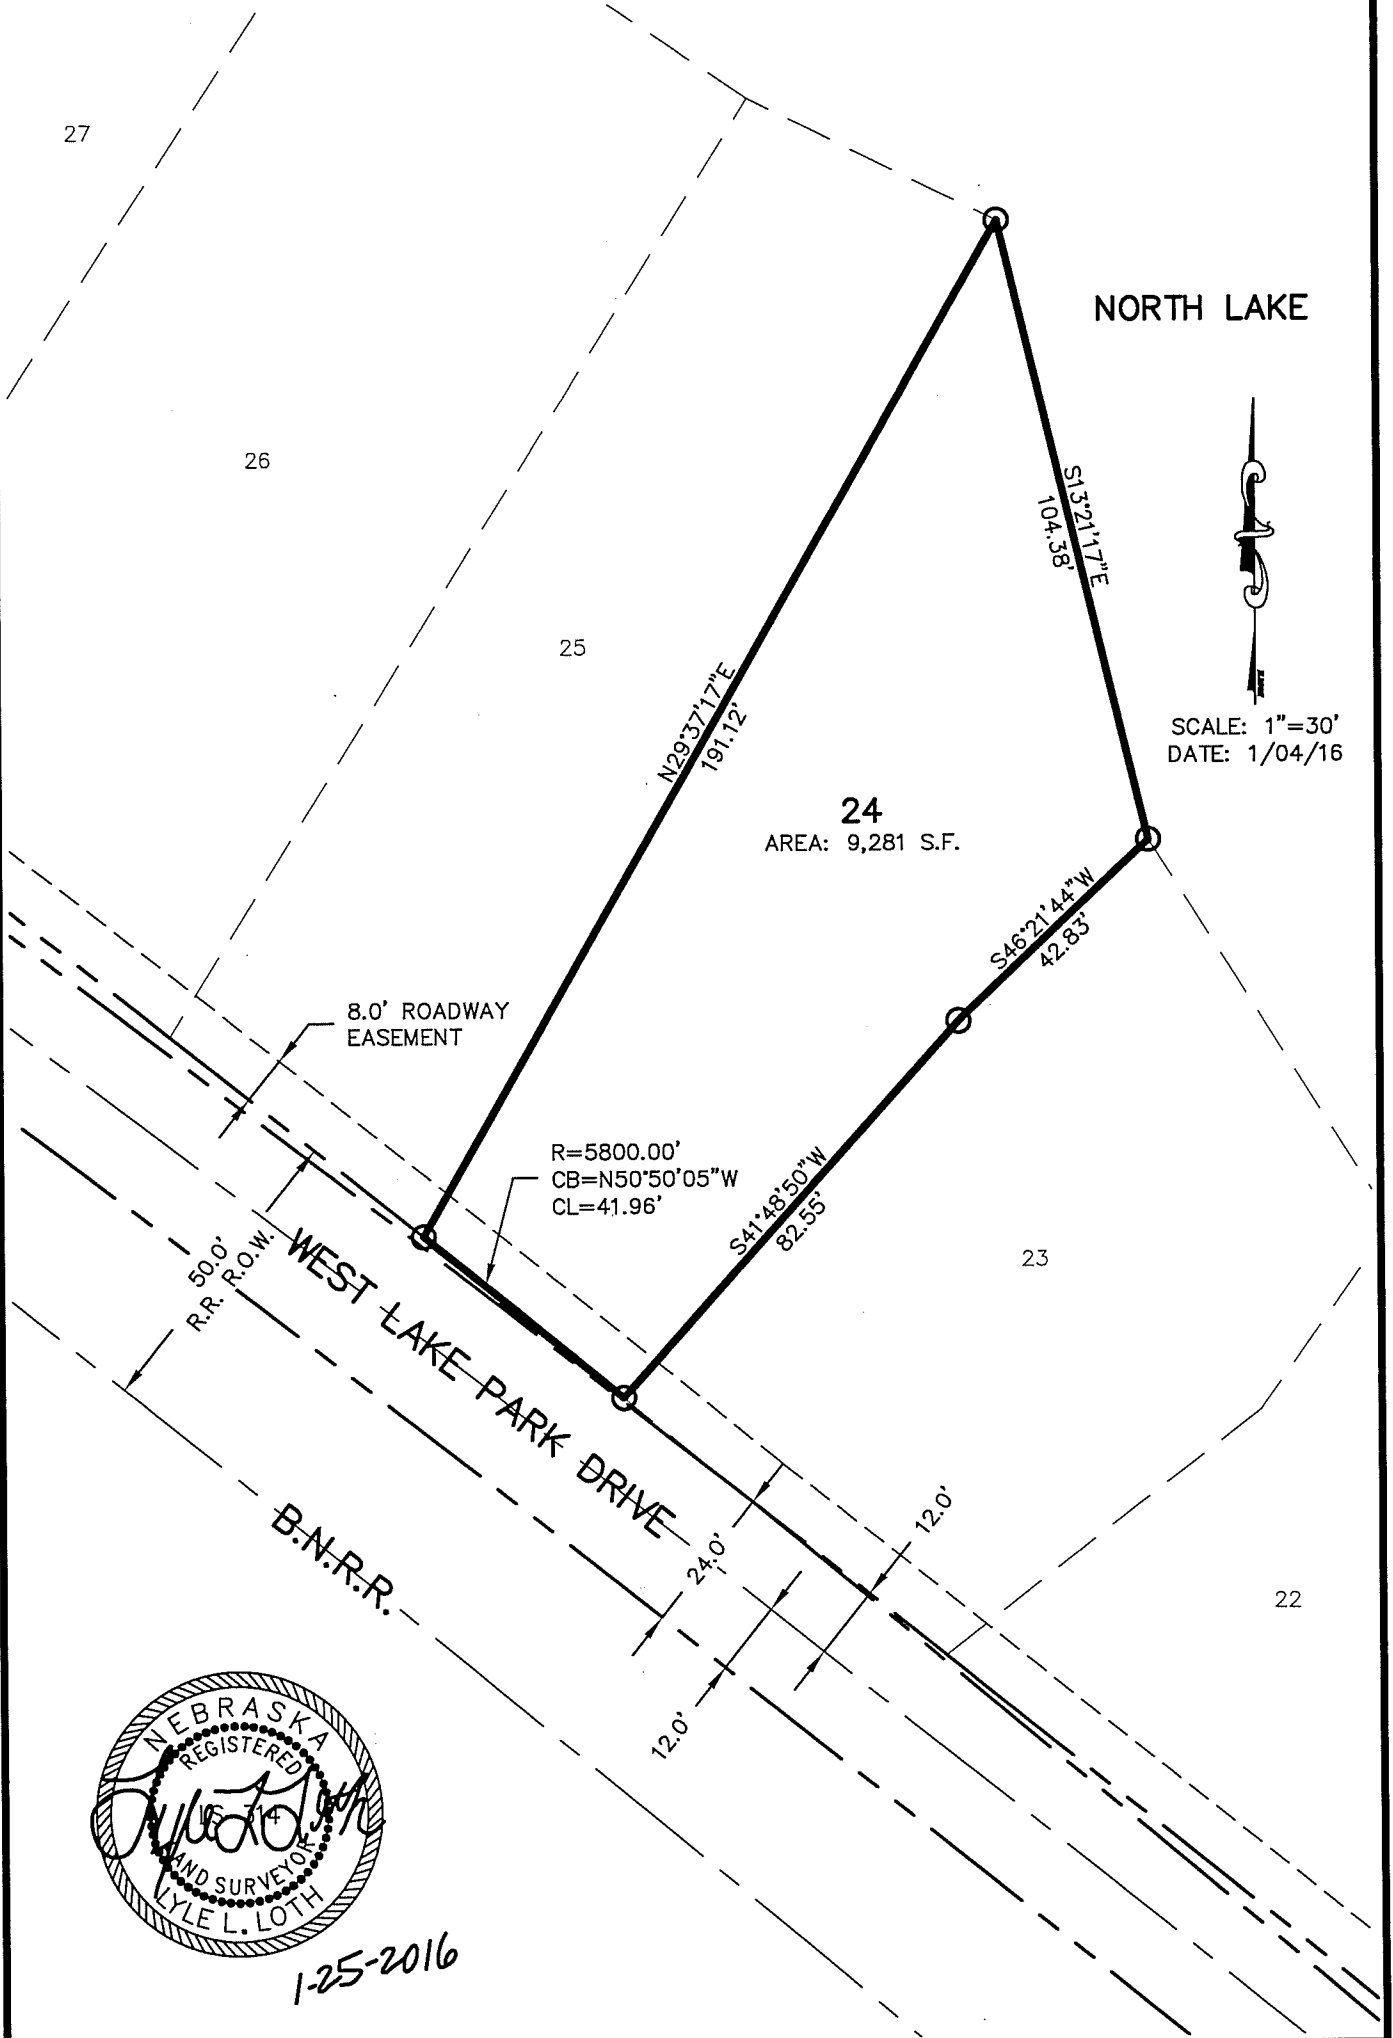 27
NORTH LAKE
26
S13°21'17"E
104.38'
25
N29°37'17"E
191.12'
SCALE: 1"=30'
DATE: 1/04/16
24
AREA: 9,281 S.F.
S46°21'44"W
42.83'
8.0' ROADWAY
EASEMENT
R=5800.00'
CB=N50°50'05"W
CL=41.96'
S41°48'50"W
82.55'
23
50.0'
R.R. R.O.W.
WEST LAKE PARK DRIVE
24.0'
12.0'
B.N.R.R.
22
12.0'
NEBRASKA
REGISTERED
LS 314
LAND SURVEYOR
LYLE L. LOTH
1-25-2016